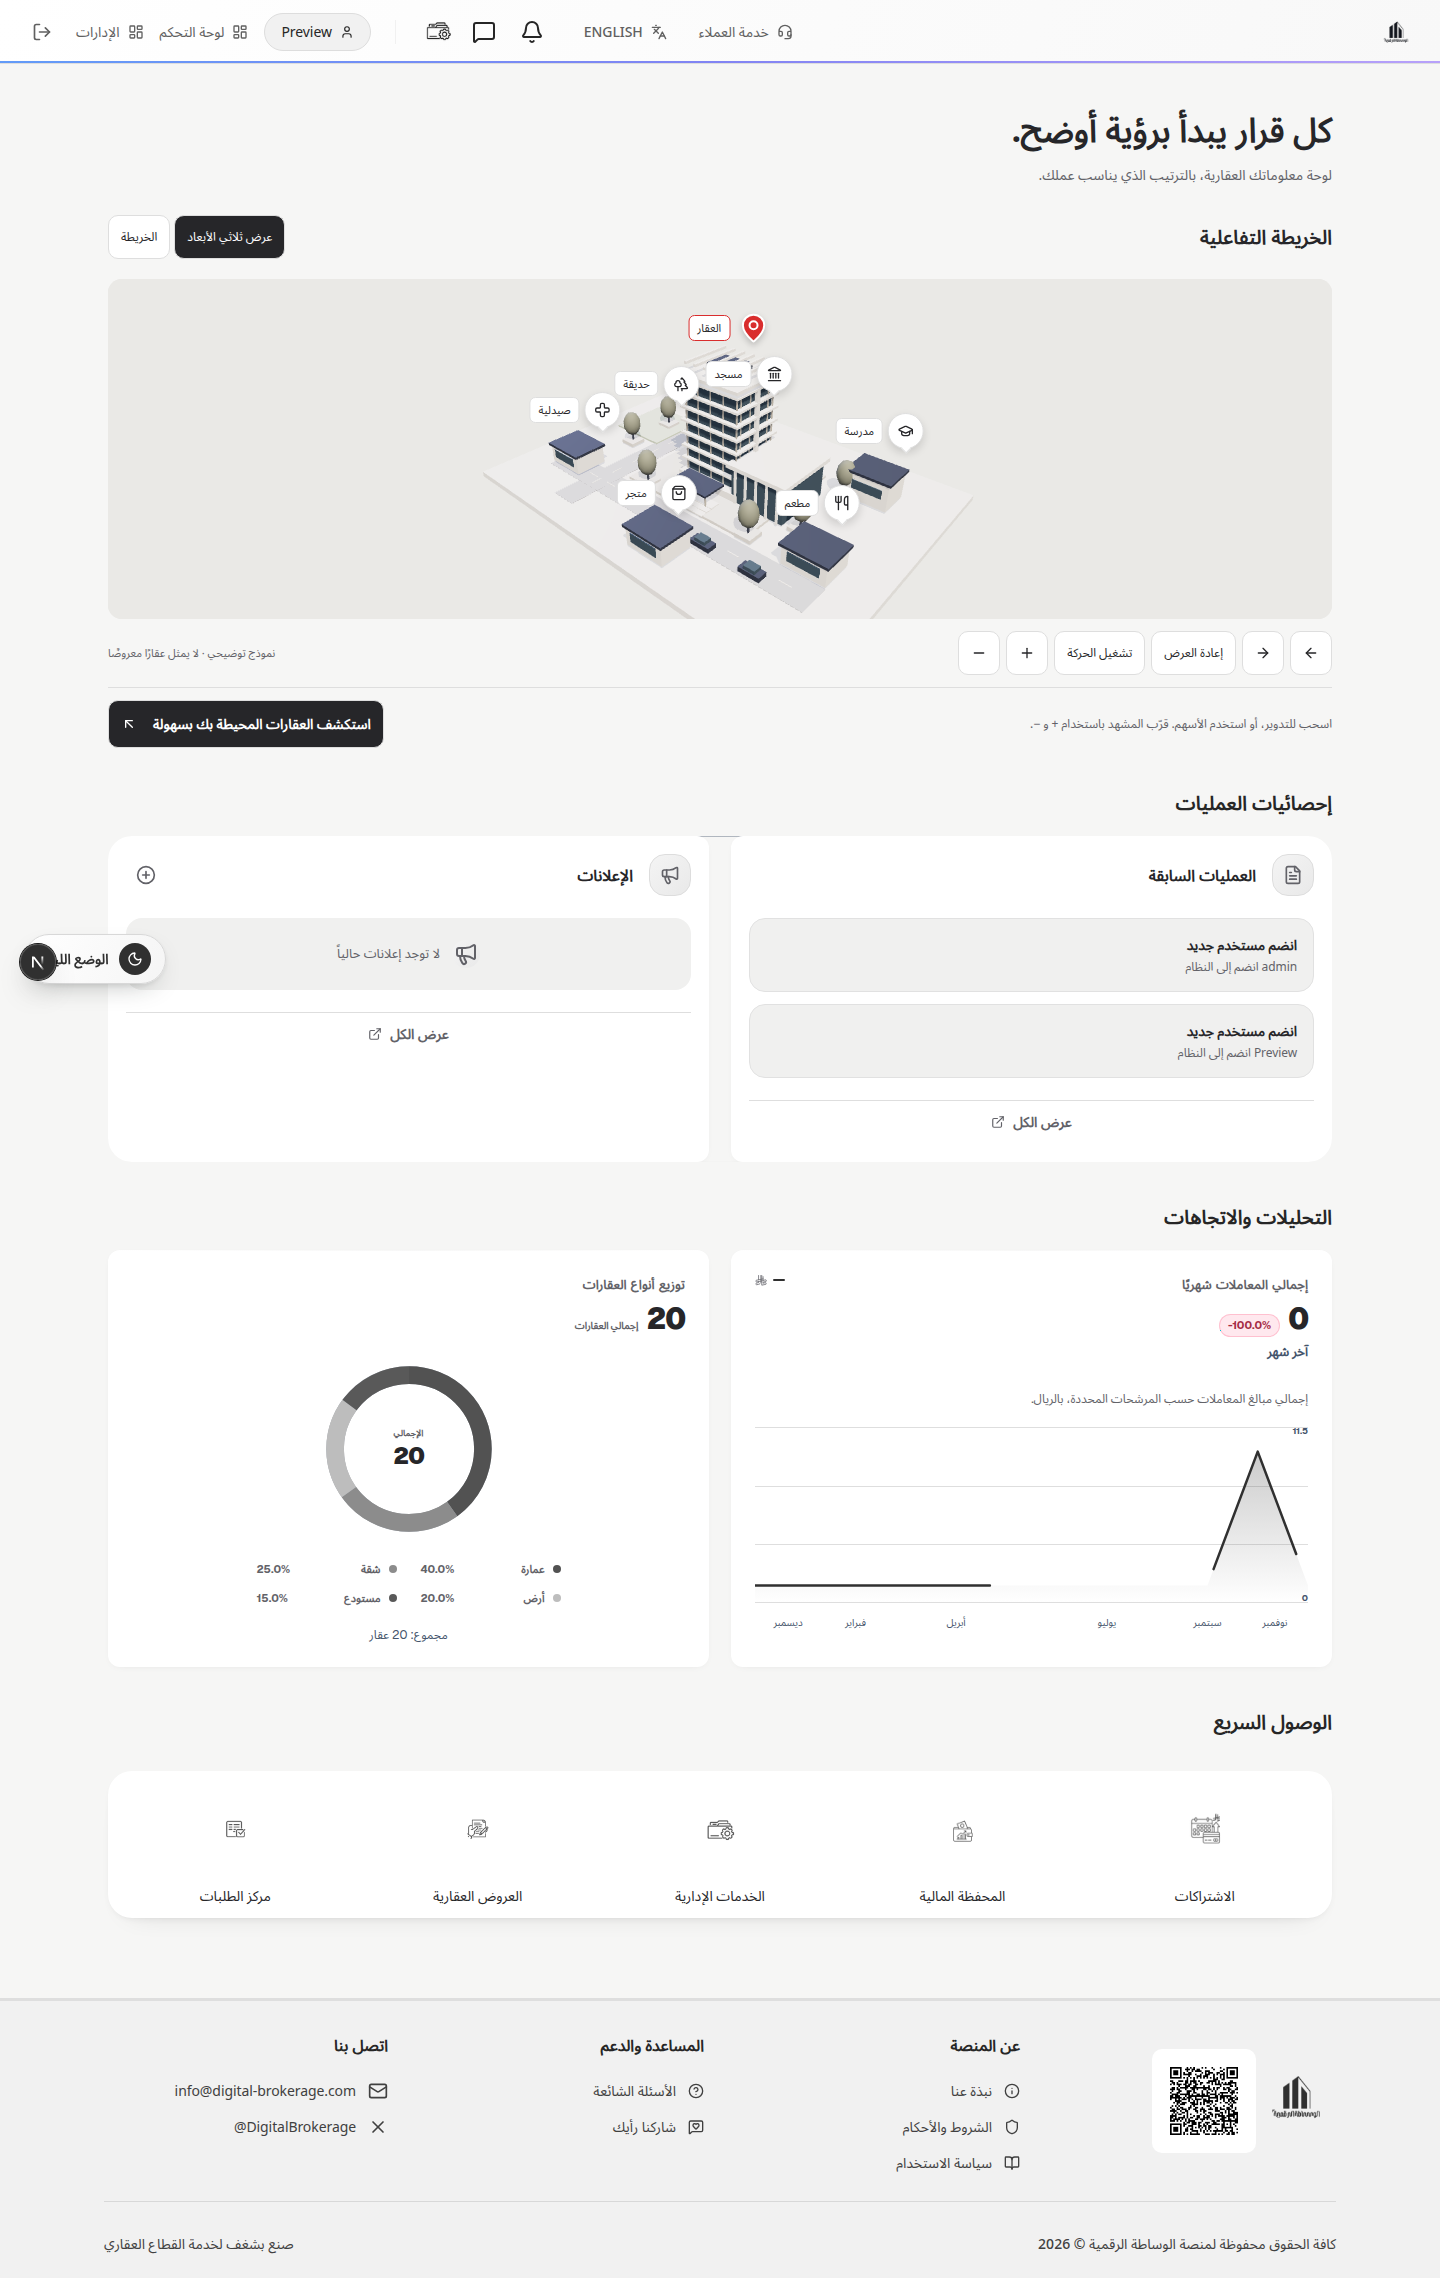 خدمة العملاء
ENGLISH
Preview
لوحة التحكم
الإدارات
كل قرار يبدأ برؤية أوضح.
لوحة معلوماتك العقارية، بالترتيب الذي يناسب عملك.
الخريطة التفاعلية
عرض ثلاثي الأبعاد
الخريطة
العقار
مسجد
حديقة
صيدلية
مدرسة
متجر
مطعم
إعادة العرض
تشغيل الحركة
نموذج توضيحي · لا يمثل عقارًا معروضًا
اسحب للتدوير، أو استخدم الأسهم. قرّب المشهد باستخدام + و −.
استكشف العقارات المحيطة بك بسهولة
إحصائيات العمليات
العمليات السابقة
انضم مستخدم جديد
admin انضم إلى النظام
انضم مستخدم جديد
Preview انضم إلى النظام
عرض الكل
الإعلانات
لا توجد إعلانات حالياً
عرض الكل
الوضع
N
التحليلات والاتجاهات
إجمالي المعاملات شهريًا
0
-100.0%
آخر شهر
إجمالي مبالغ المعاملات حسب المرشحات المحددة، بالريال.
11.5
0
نوفمبر
سبتمبر
يوليو
أبريل
فبراير
ديسمبر
توزيع أنواع العقارات
20 إجمالي العقارات
الإجمالي
20
عمارة 40.0%
شقة 25.0%
أرض 20.0%
مستودع 15.0%
مجموع: 20 عقار
الوصول السريع
الاشتراكات
المحفظة المالية
الخدمات الإدارية
العروض العقارية
مركز الطلبات
الوساطة الرقمية
عن المنصة
نبذة عنا
الشروط والأحكام
سياسة الاستخدام
المساعدة والدعم
الأسئلة الشائعة
شاركنا رأيك
اتصل بنا
info@digital-brokerage.com
@DigitalBrokerage
كافة الحقوق محفوظة لمنصة الوساطة الرقمية © 2026
صنع بشغف لخدمة القطاع العقاري